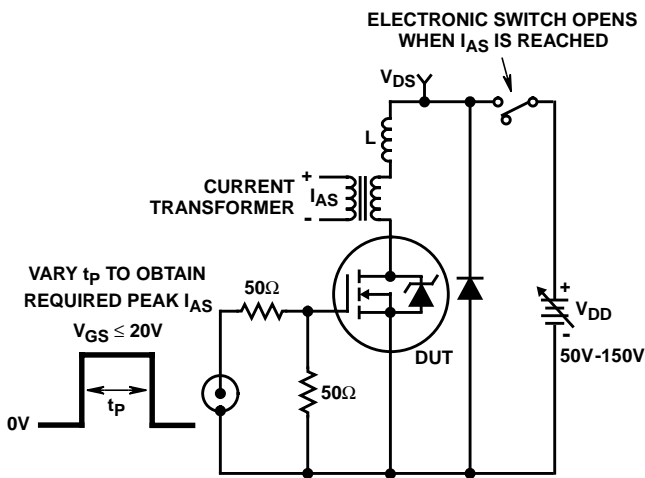 ELECTRONIC SWITCH OPENS
WHEN IAS IS REACHED
VDS
L
+
IAS
-
CURRENT
TRANSFORMER
VARY tP TO OBTAIN
REQUIRED PEAK IAS
VGS ≤ 20V
0V
tP
50Ω
50Ω
DUT
+
VDD
-
50V-150V